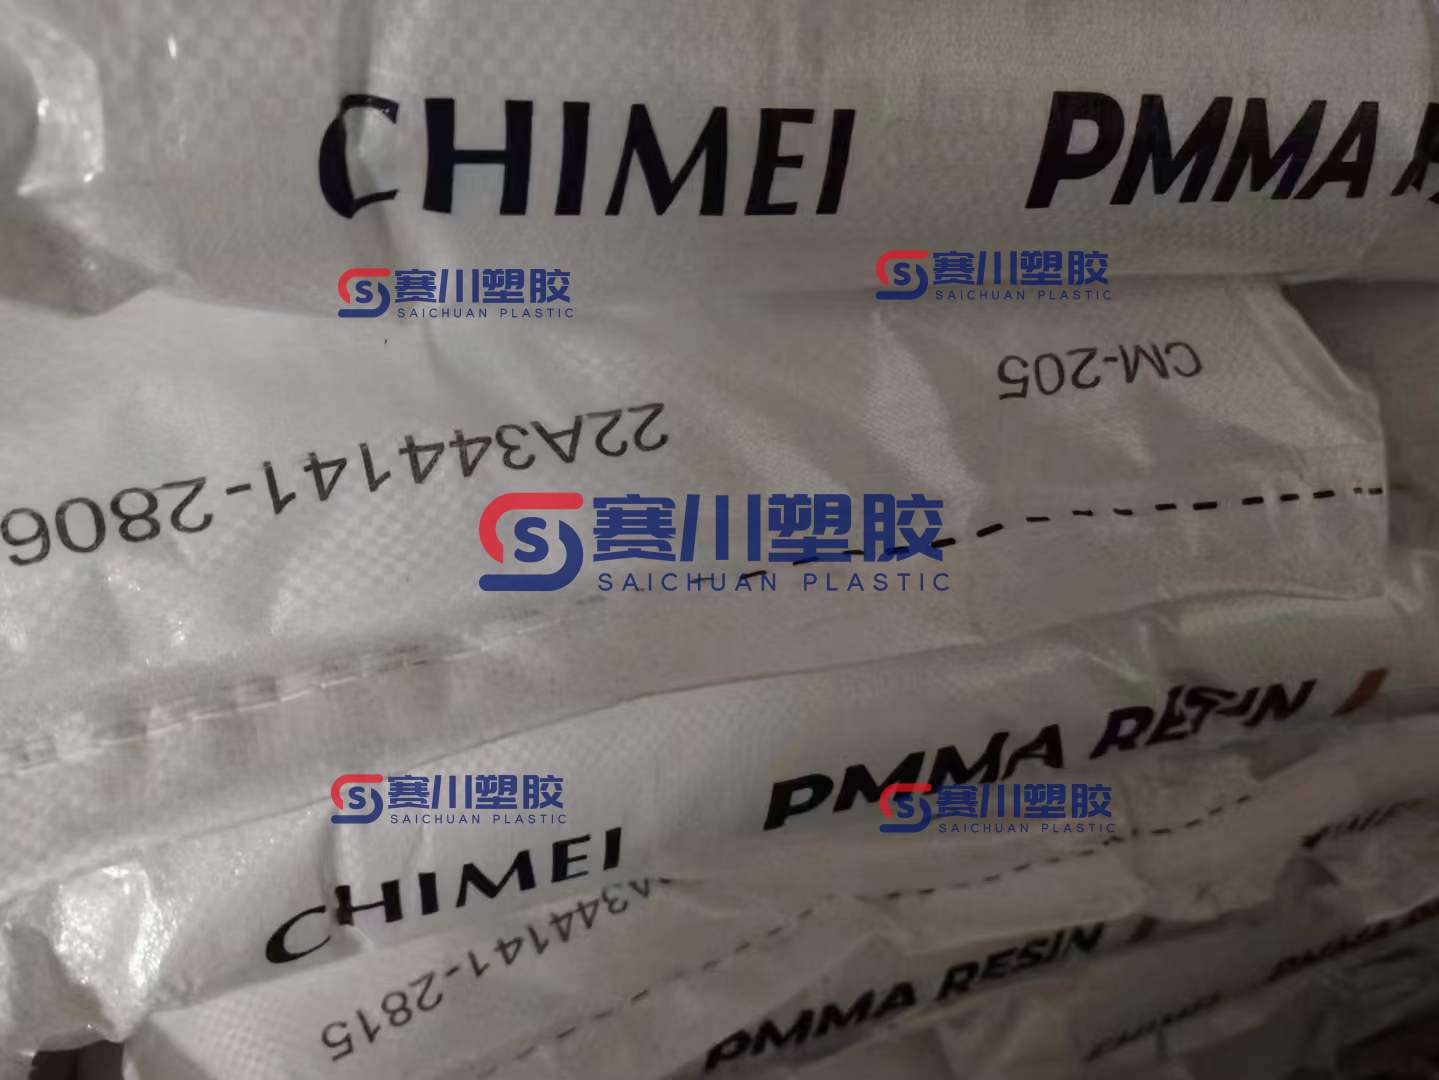 CHIMEI PMMA
赛川塑胶
SAICHUAN PLASTIC
赛川塑胶
SAICHUAN PLASTIC
CM-205
22A344141-2806
赛川塑胶
SAICHUAN PLASTIC
CHIMEI PMMA RESIN
赛川塑胶
SAICHUAN PLASTIC
赛川塑胶
SAICHUAN PLASTIC
A344141-2815
PMMA RESIN